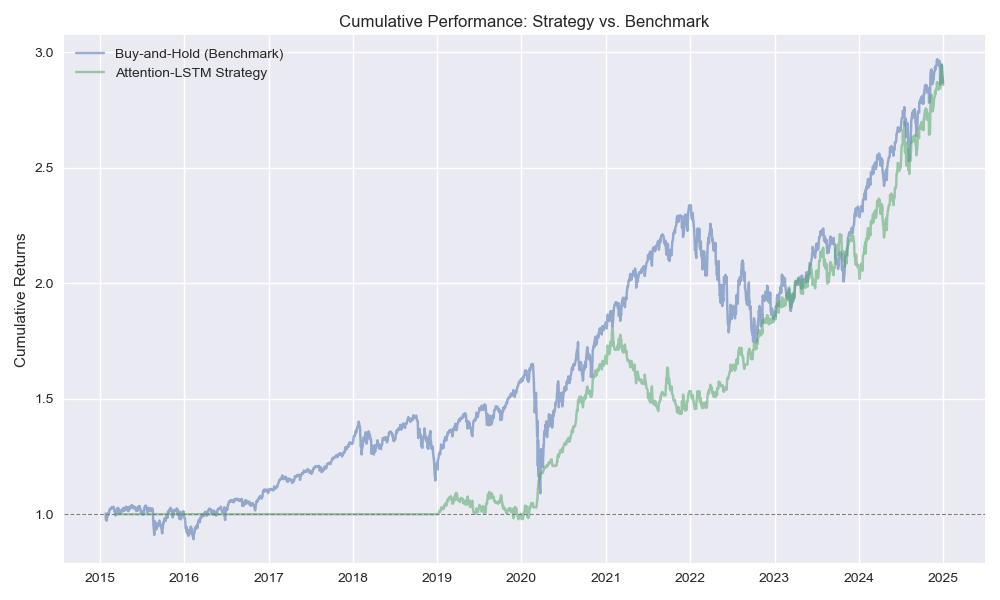 Cumulative Performance: Strategy vs. Benchmark
Buy-and-Hold (Benchmark)
Attention-LSTM Strategy
Cumulative Returns
3.0
2.5
2.0
1.5
1.0
2015 2016 2017 2018 2019 2020 2021 2022 2023 2024 2025